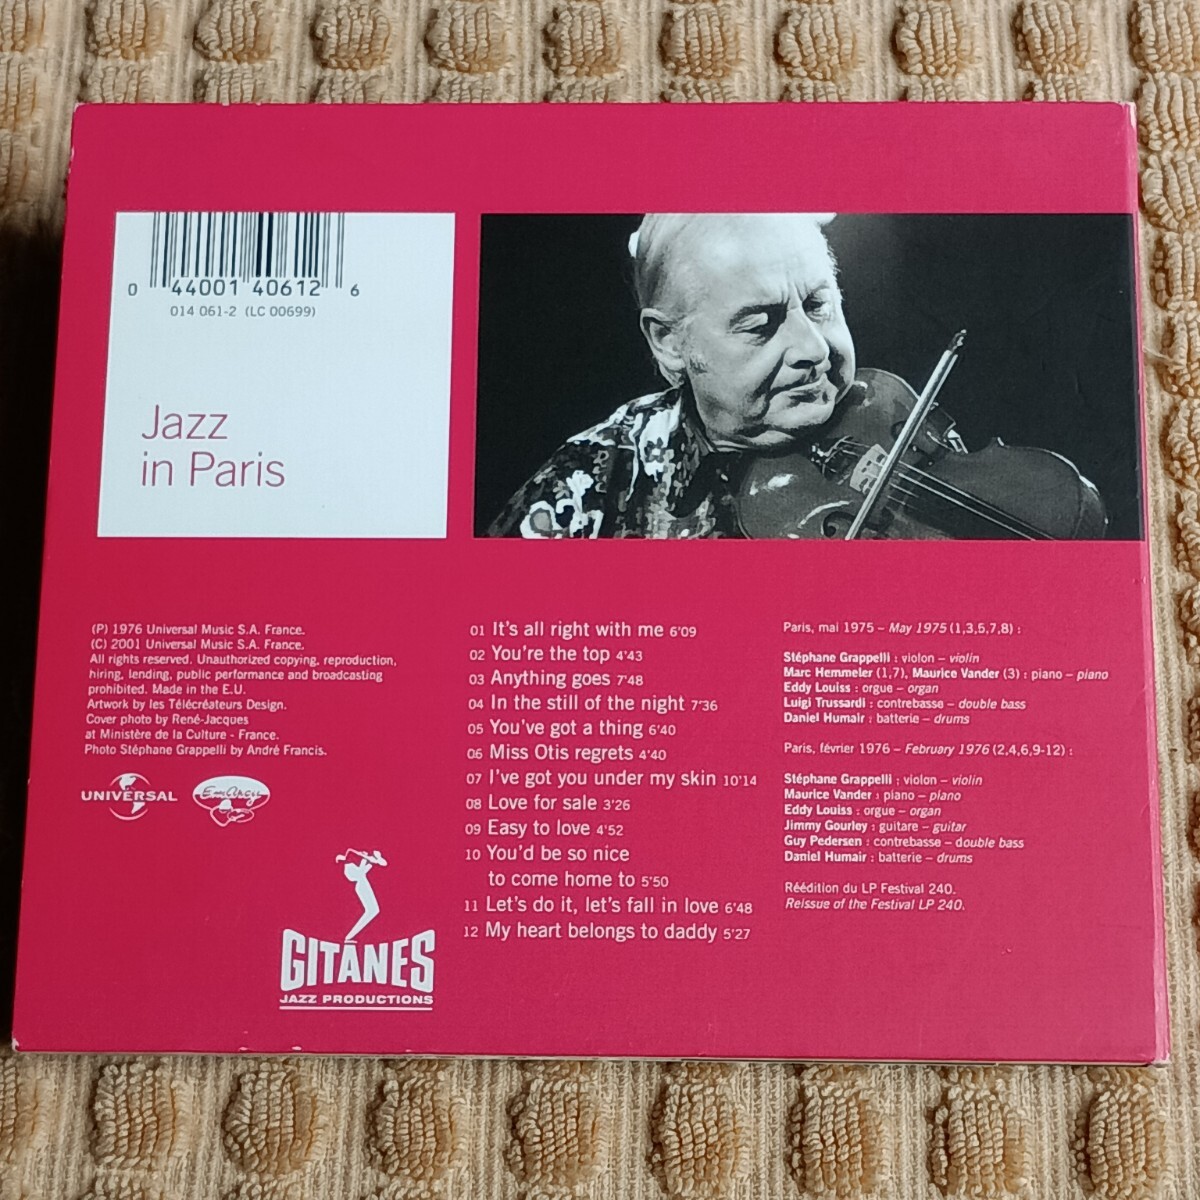 0 44001 40612 6
014 061-2 (LC 00699)
Jazz
in Paris
(P) 1976 Universal Music S.A. France.
(C) 2001 Universal Music S.A. France.
All rights reserved. Unauthorized copying, reproduction,
hiring, lending, public performance and broadcasting
prohibited. Made in the E.U.
Artwork by les Télécréateurs Design.
Cover photo by René-Jacques
at Ministère de la Culture - France.
Photo Stéphane Grappelli by André Francis.
UNIVERSAL
EmArcy
GITANES
JAZZ PRODUCTIONS
01 It's all right with me 6'09
02 You're the top 4'43
03 Anything goes 7'48
04 In the still of the night 7'36
05 You've got a thing 6'40
06 Miss Otis regrets 4'40
07 I've got you under my skin 10'14
08 Love for sale 3'26
09 Easy to love 4'52
10 You'd be so nice
to come home to 5'50
11 Let's do it, let's fall in love 6'48
12 My heart belongs to daddy 5'27
Paris, mai 1975 – May 1975 (1,3,5,7,8) :
Stéphane Grappelli : violon – violin
Marc Hemmeler (1,7), Maurice Vander (3) : piano – piano
Eddy Louiss : orgue – organ
Luigi Trussardi : contrebasse – double bass
Daniel Humair : batterie – drums
Paris, février 1976 – February 1976 (2,4,6,9-12) :
Stéphane Grappelli : violon – violin
Maurice Vander : piano – piano
Eddy Louiss : orgue – organ
Jimmy Gourley : guitare – guitar
Guy Pedersen : contrebasse – double bass
Daniel Humair : batterie – drums
Réédition du LP Festival 240.
Reissue of the Festival LP 240.